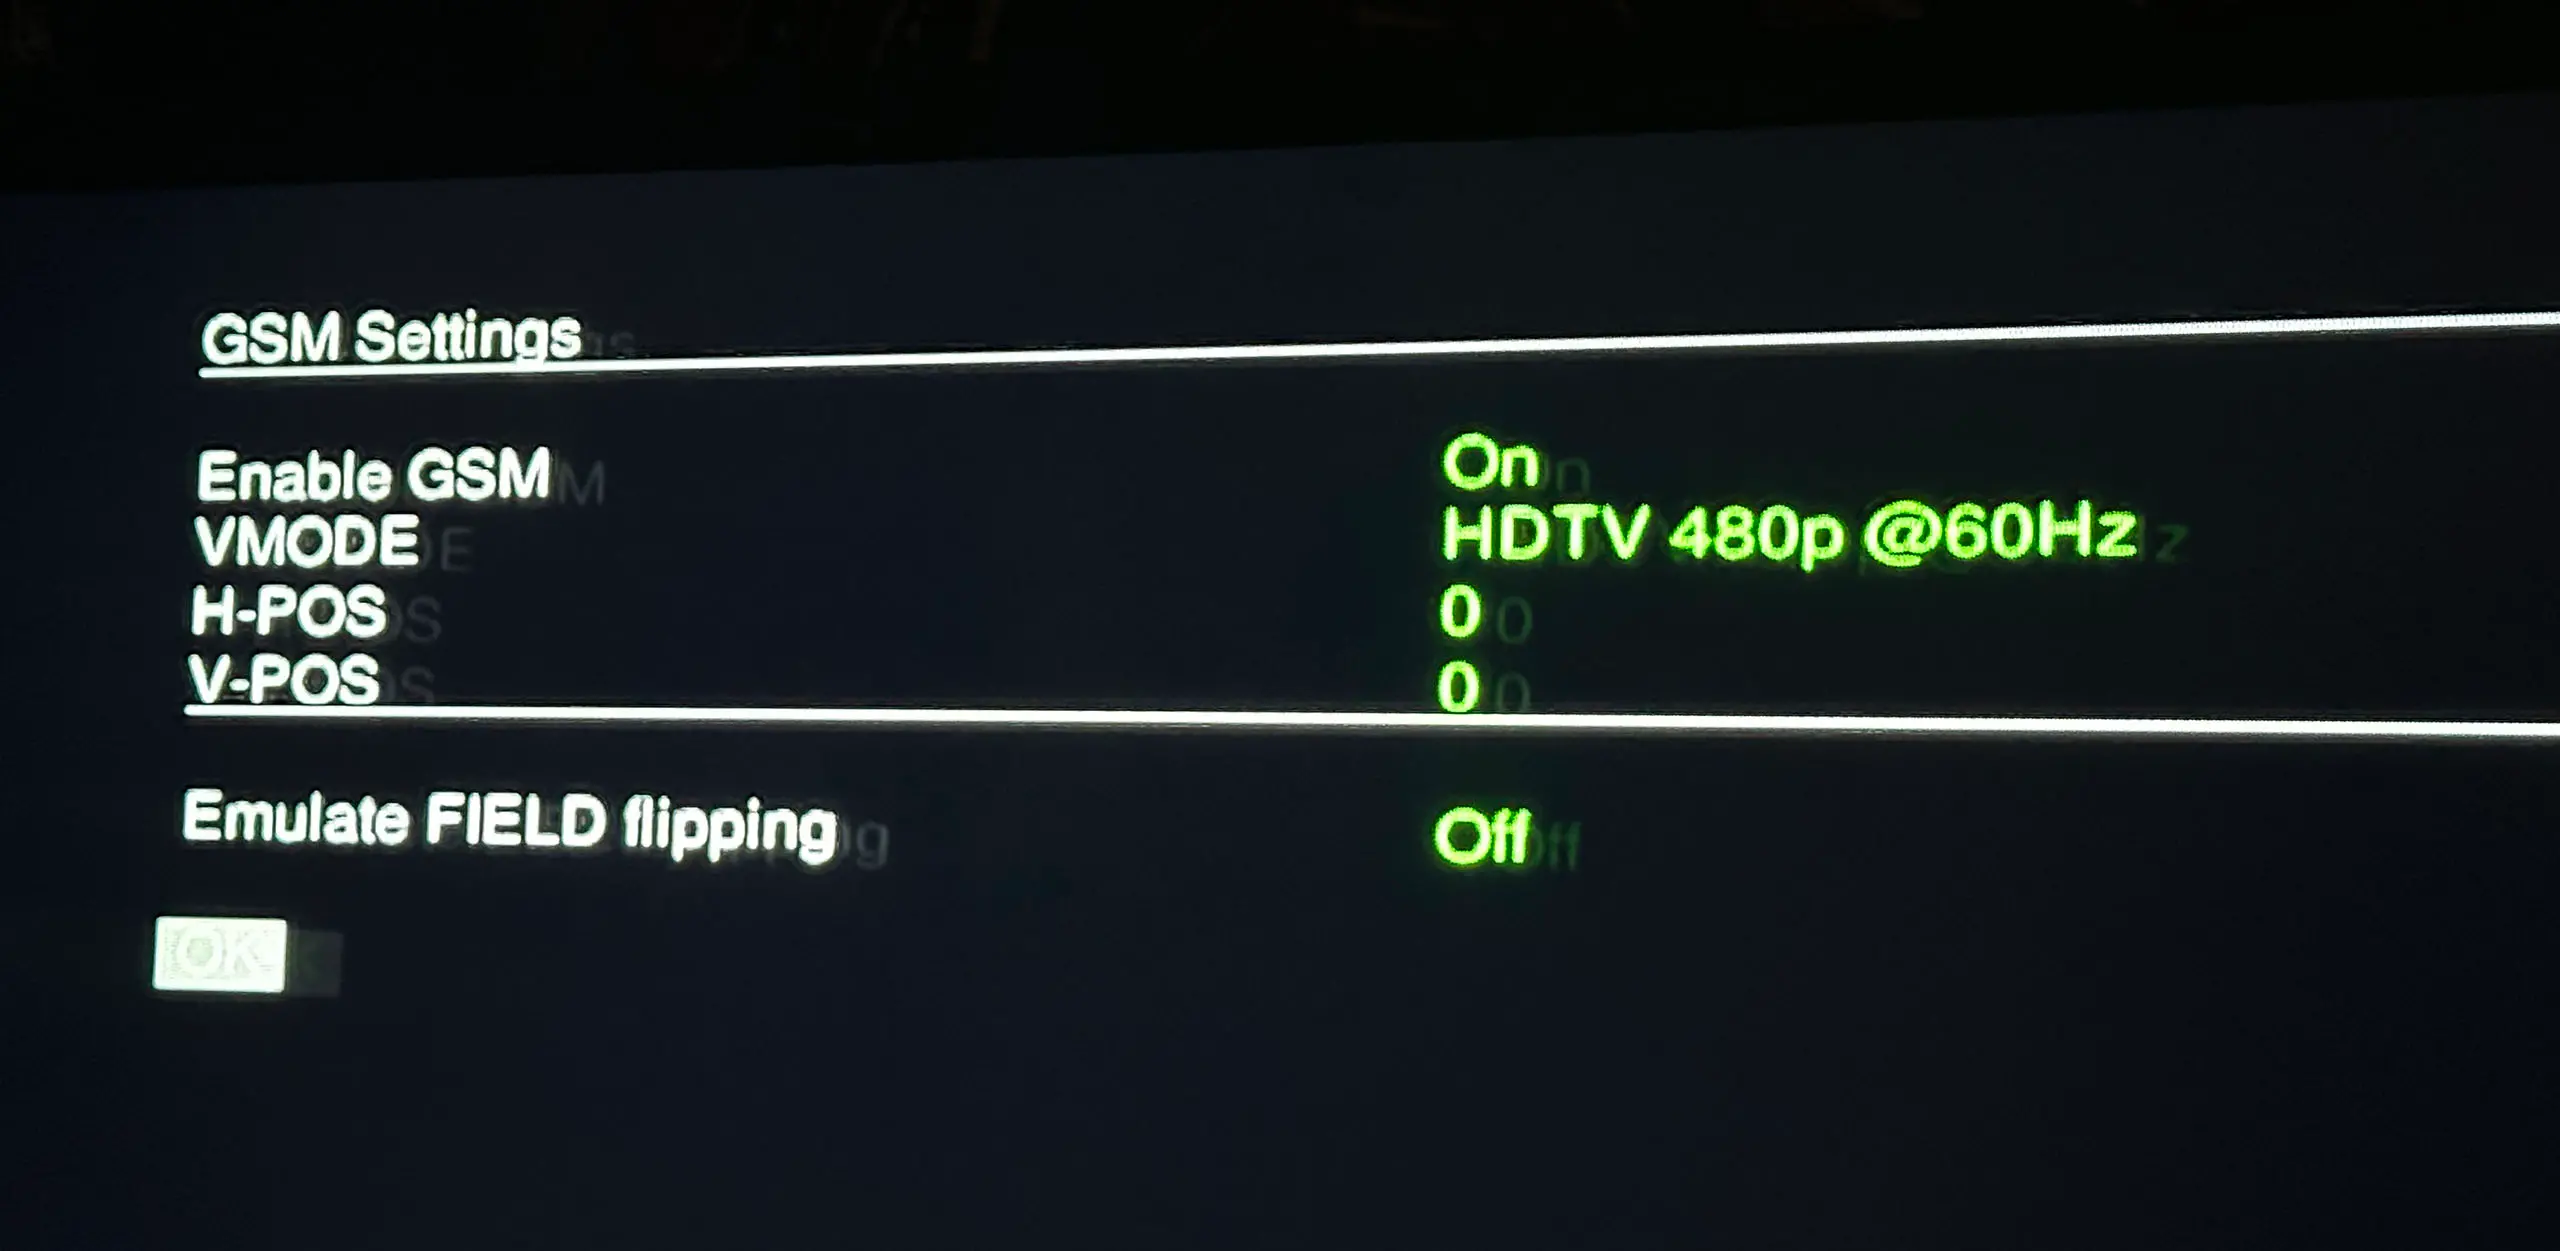 GSM Settings
Enable GSM On
VMODE HDTV 480p @60Hz
H-POS 0
V-POS 0
Emulate FIELD flipping Off
OK